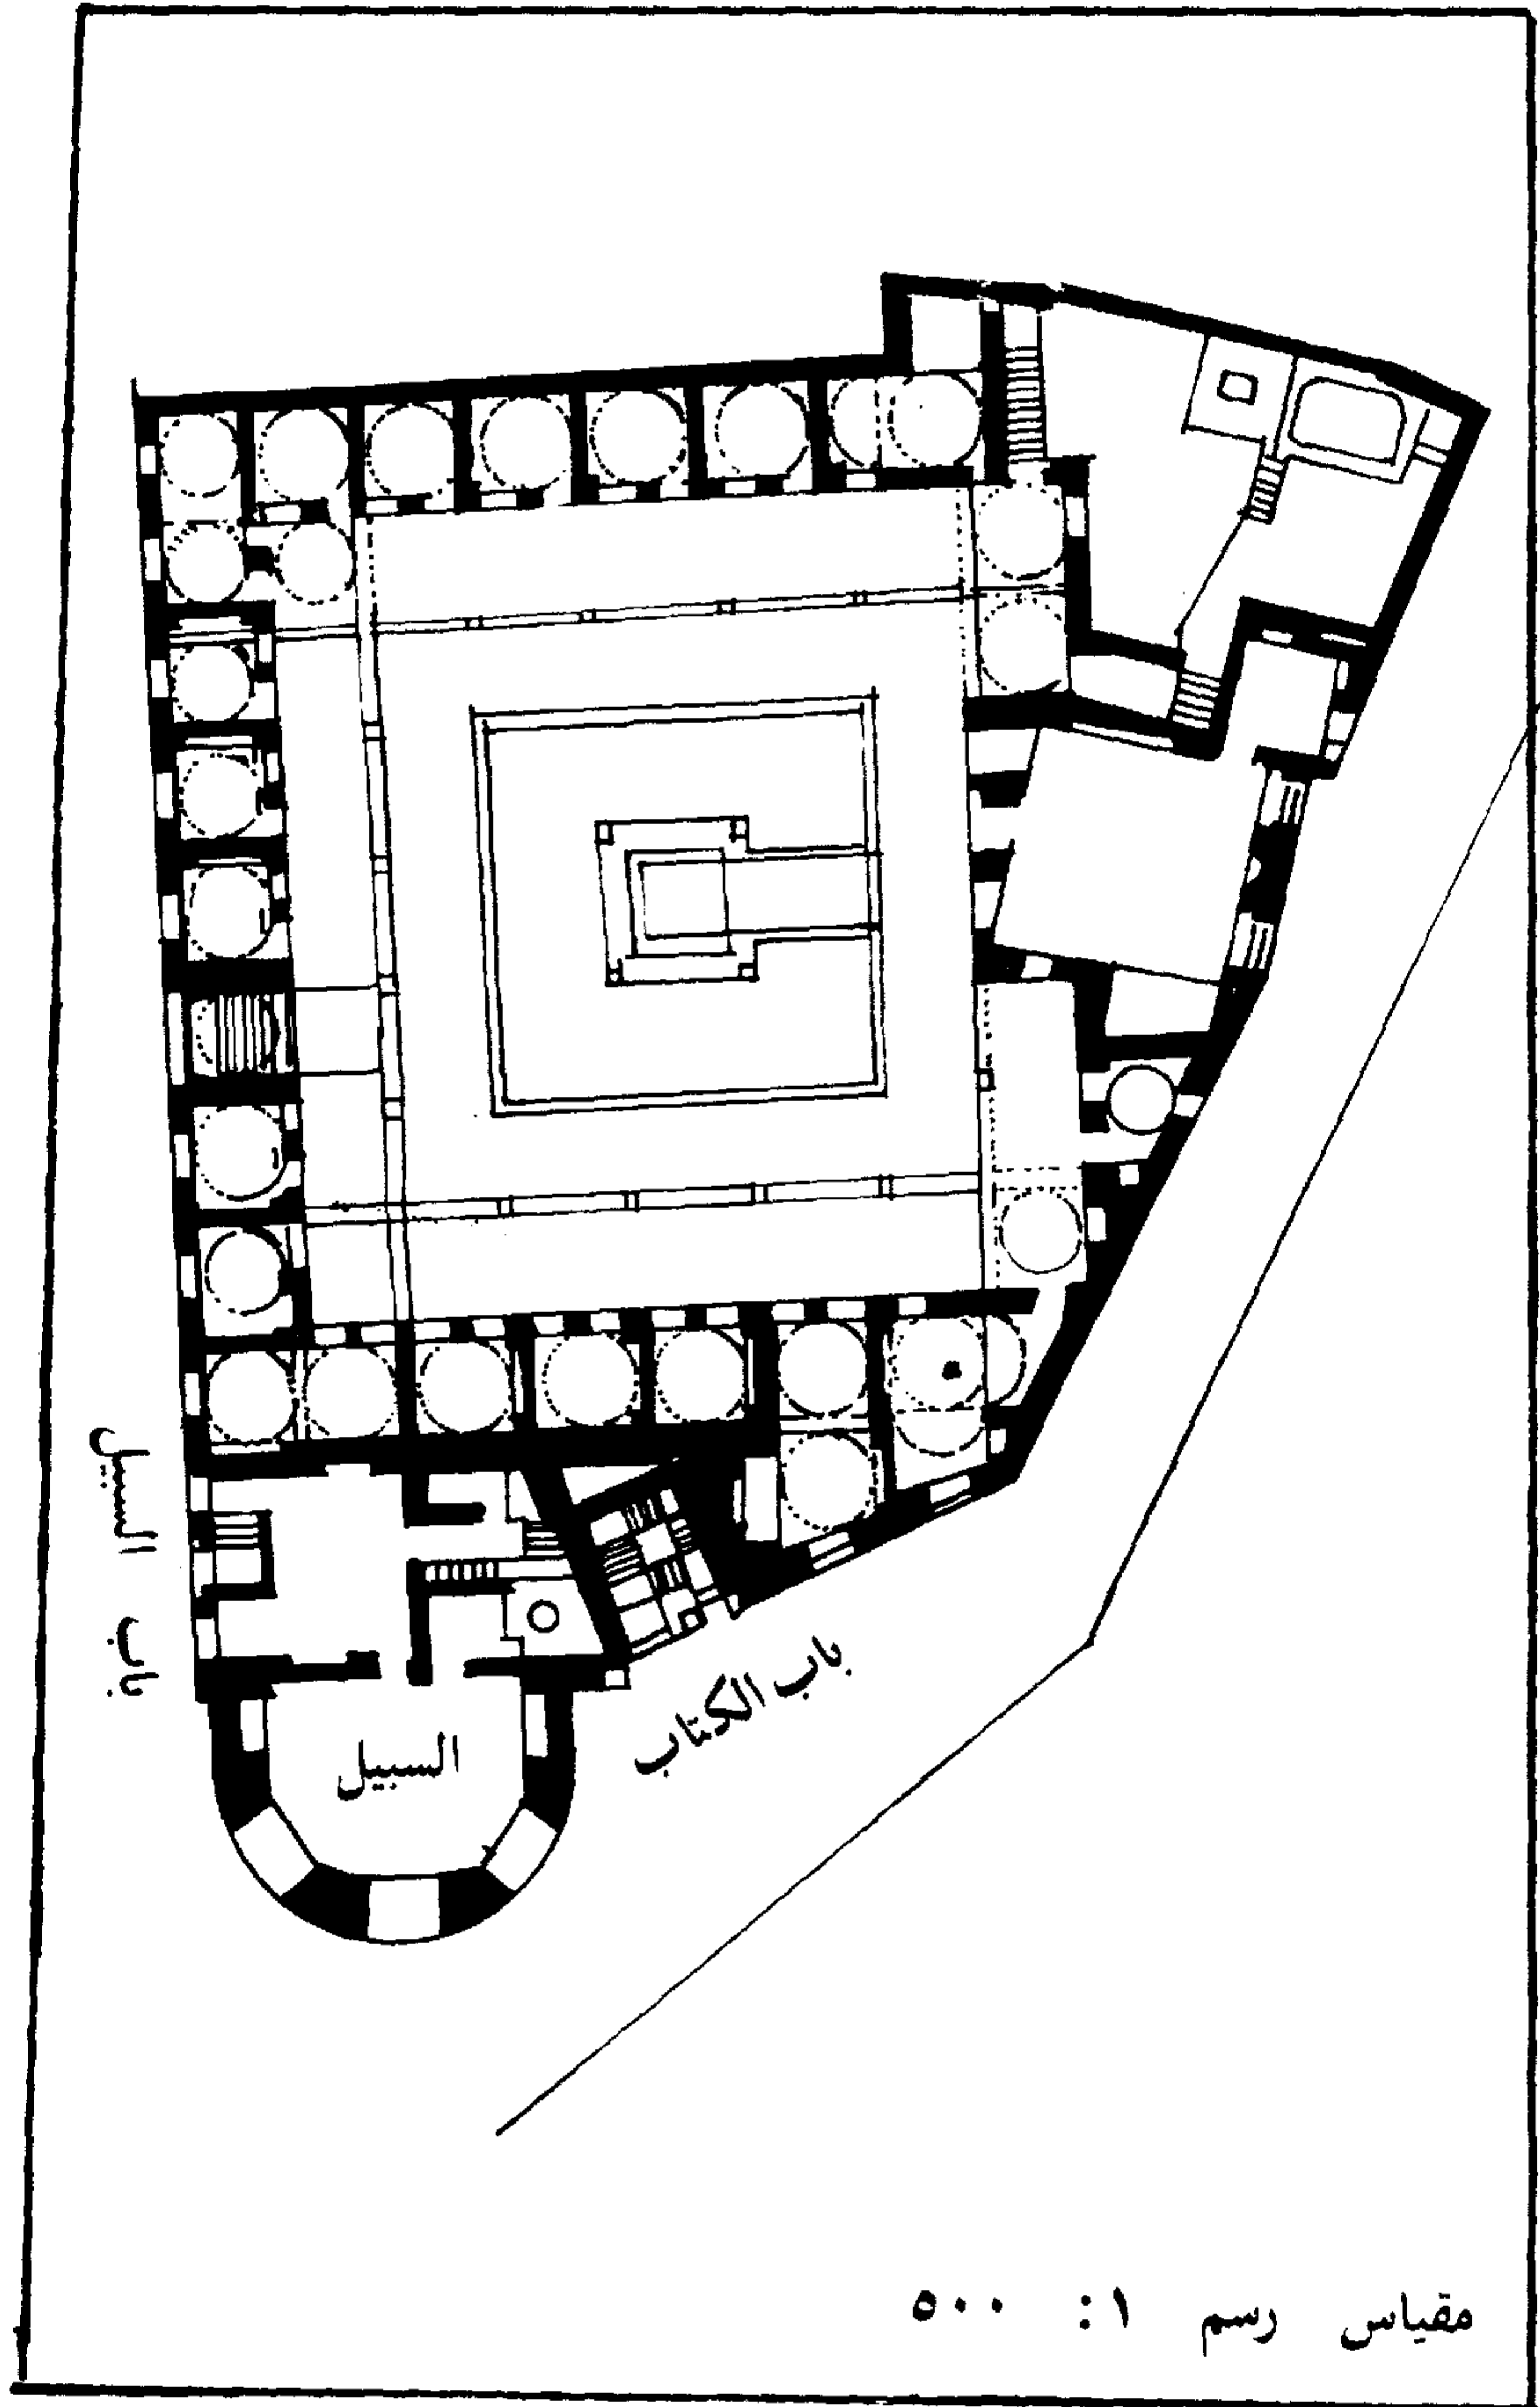 باب السبيل
السبيل
باب الكتاب
مقياس رسم ١ : ٥٠٠